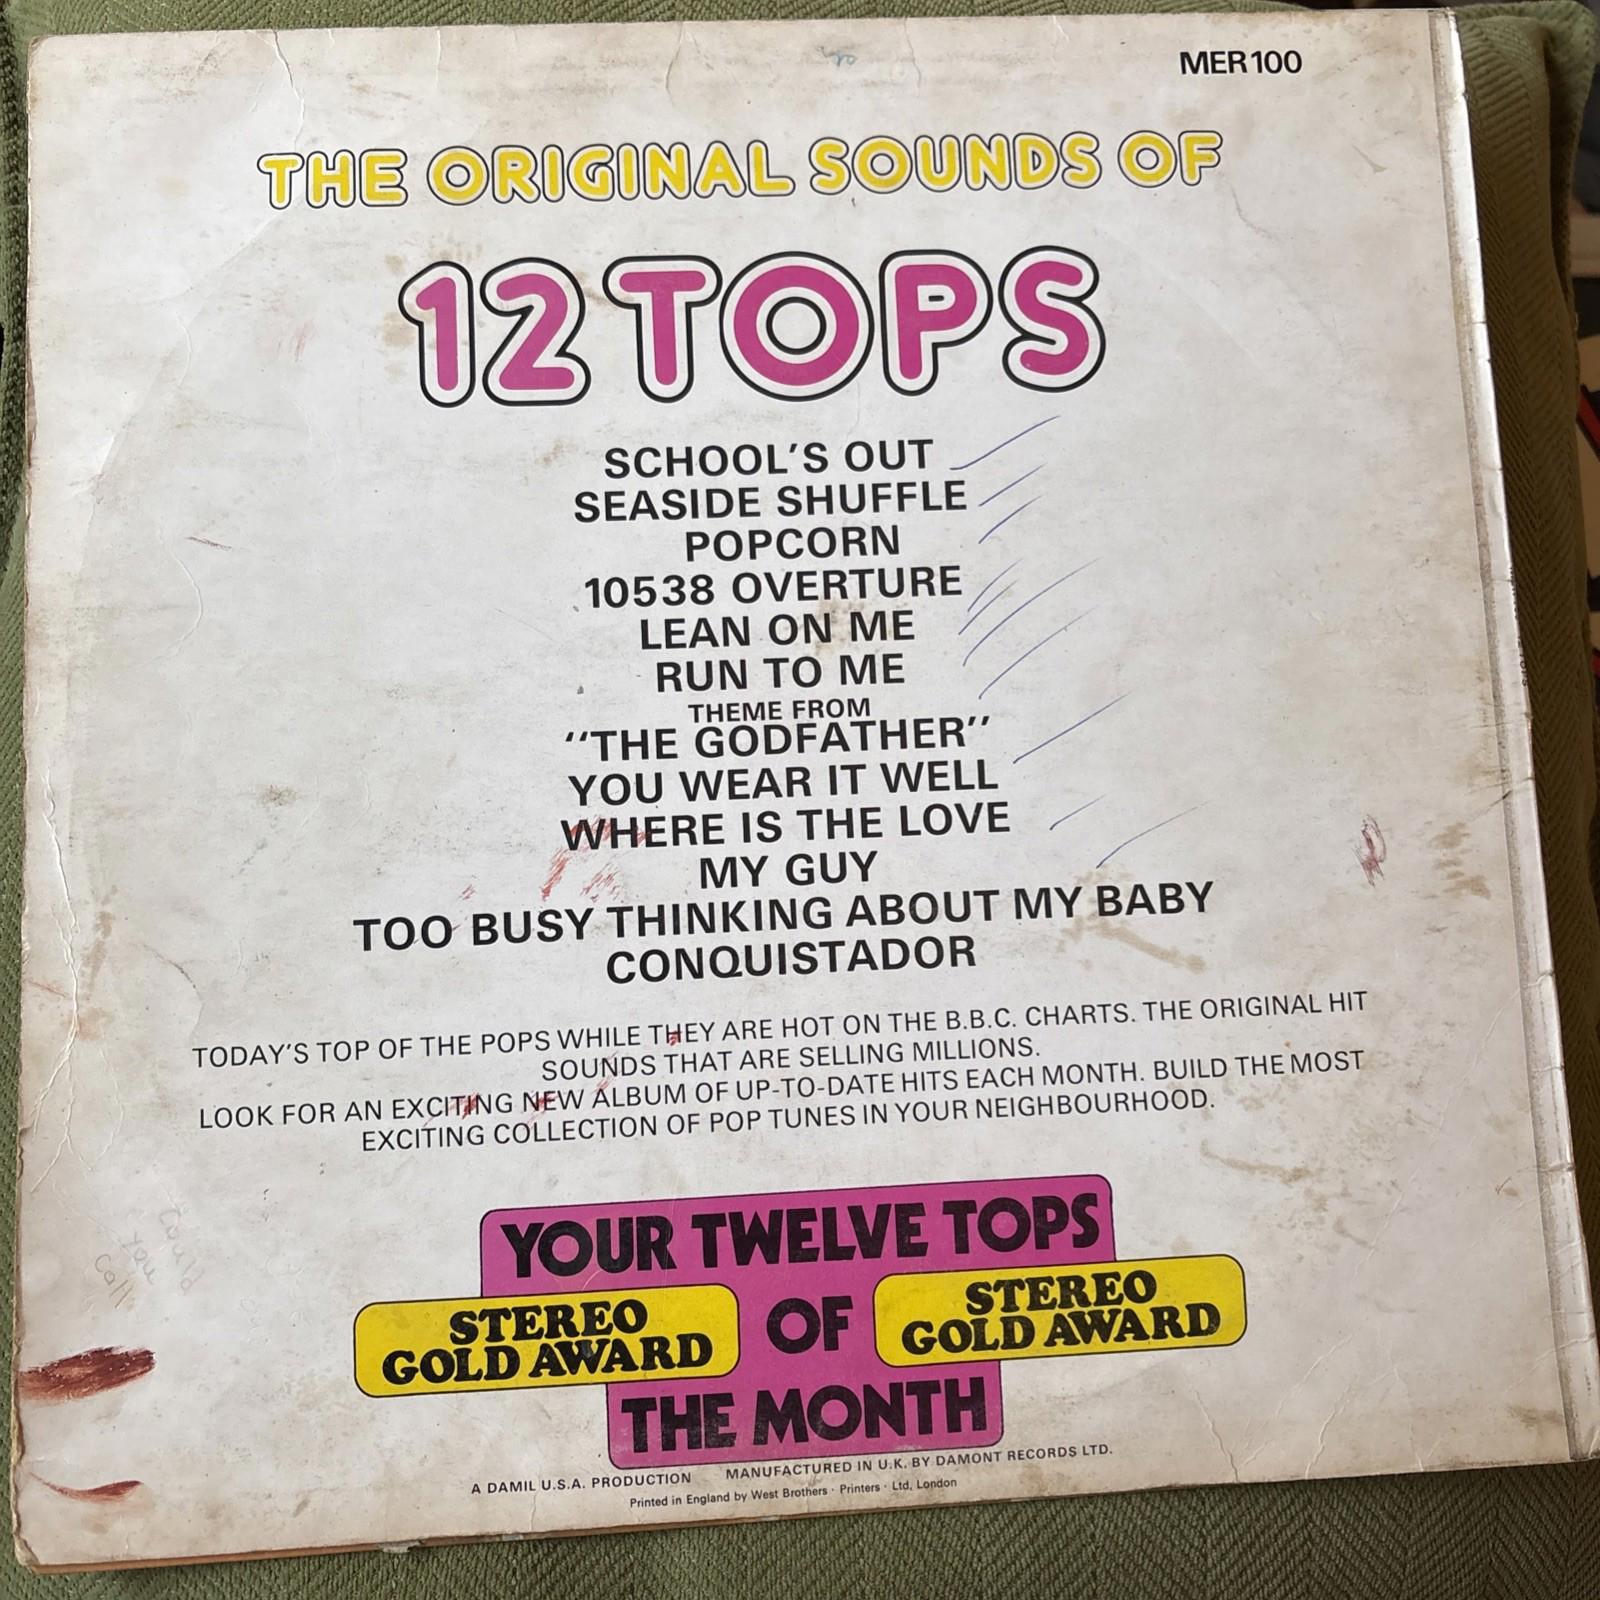 MER 100
THE ORIGINAL SOUNDS OF
12 TOPS
SCHOOL'S OUT
SEASIDE SHUFFLE
POPCORN
10538 OVERTURE
LEAN ON ME
RUN TO ME
THEME FROM
"THE GODFATHER"
YOU WEAR IT WELL
WHERE IS THE LOVE
MY GUY
TOO BUSY THINKING ABOUT MY BABY
CONQUISTADOR
TODAY'S TOP OF THE POPS WHILE THEY ARE HOT ON THE B.B.C. CHARTS. THE ORIGINAL HIT
SOUNDS THAT ARE SELLING MILLIONS.
LOOK FOR AN EXCITING NEW ALBUM OF UP-TO-DATE HITS EACH MONTH. BUILD THE MOST
EXCITING COLLECTION OF POP TUNES IN YOUR NEIGHBOURHOOD.
could
you
call
YOUR TWELVE TOPS
STEREO
GOLD AWARD
OF
STEREO
GOLD AWARD
THE MONTH
A DAMIL U.S.A. PRODUCTION MANUFACTURED IN U.K. BY DAMONT RECORDS LTD.
Printed in England by West Brothers · Printers · Ltd, London